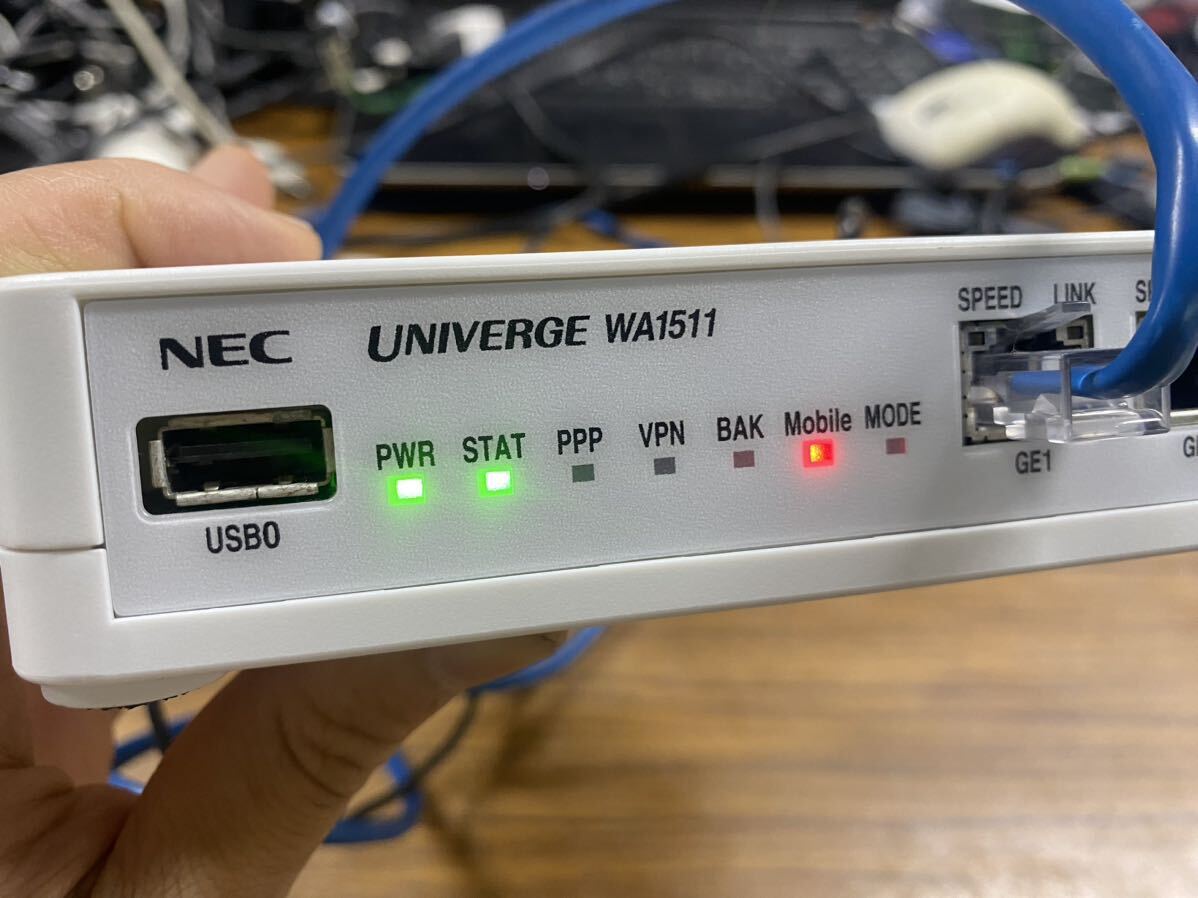 NEC
UNIVERGE WA1511
SPEED LINK
PWR STAT PPP VPN BAK Mobile MODE
USB0
GE1